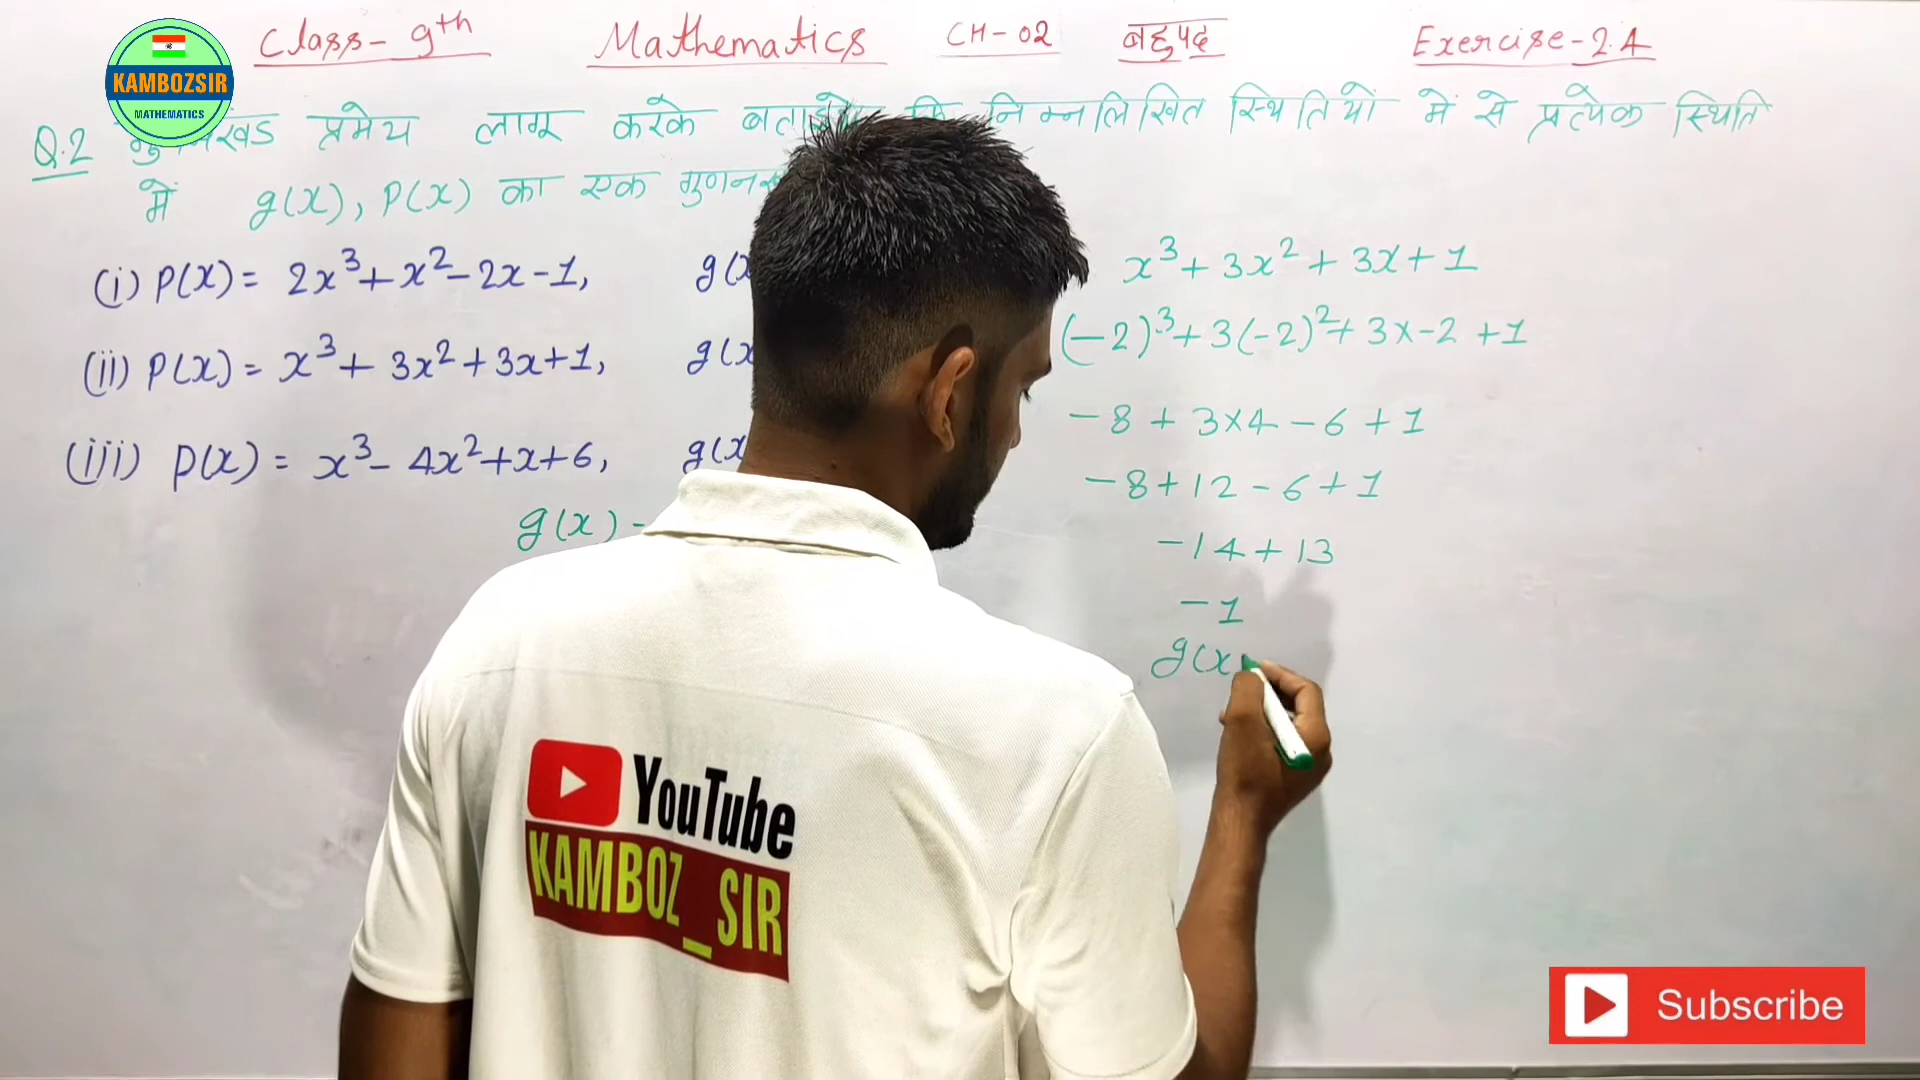 Class- 9th Mathematics CH-02 बहुपद Exercise-2.4
KAMBOZSIR
MATHEMATICS
Q.2 प्रमेय लागू करके निम्नलिखित स्थितियों में से प्रत्येक स्थिति
में g(x), P(x) का एक
(i) P(x) = 2x³+x²-2x-1, g(x
(ii) P(x) = x³+ 3x²+3x+1, g(x
(iii) P(x) = x³- 4x²+x+6, g(x
g(x) =
x³+ 3x²+ 3x+1
(-2)³+3(-2)²+ 3x-2 +1
-8 + 3x4 -6 +1
-8+12 -6+1
-14+13
-1
g(x
YouTube
KAMBOZ_SIR
Subscribe